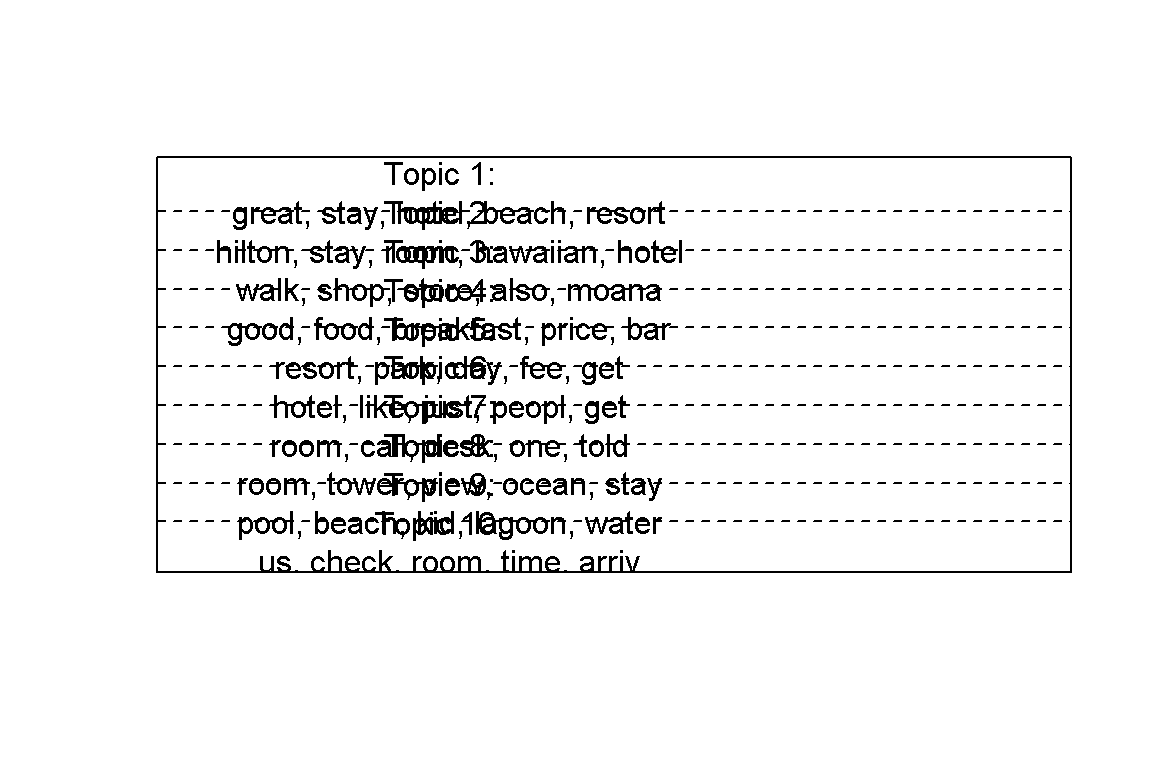 Topic 1:
great, stay, hotel, beach, resort
Topic 2:
hilton, stay, room, hawaiian, hotel
Topic 3:
walk, shop, store, also, moana
Topic 4:
good, food, breakfast, price, bar
Topic 5:
resort, park, day, fee, get
Topic 6:
hotel, like, just, peopl, get
Topic 7:
room, call, desk, one, told
Topic 8:
room, tower, view, ocean, stay
Topic 9:
pool, beach, kid, lagoon, water
Topic 10:
us, check, room, time, arriv